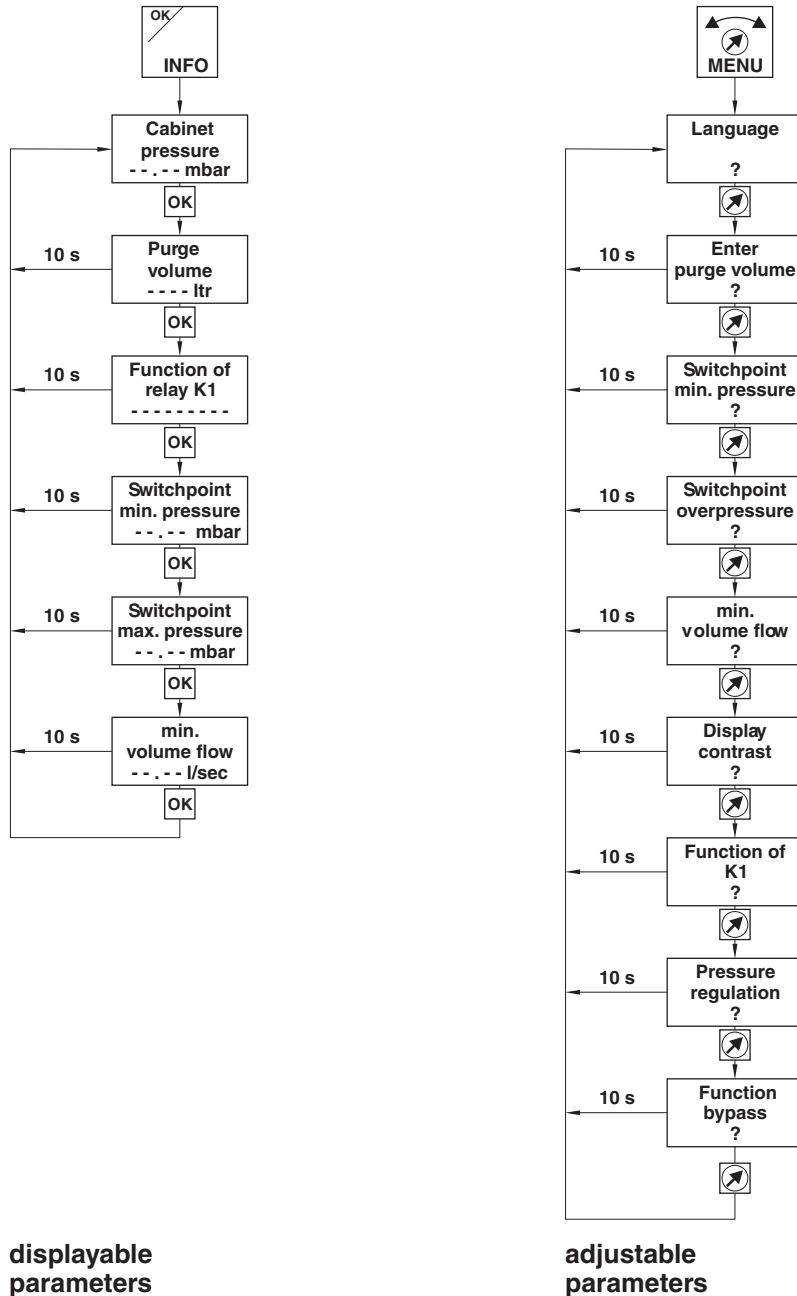 OK
INFO
Cabinet
pressure
--.-- mbar
OK
10 s
Purge
volume
---- ltr
OK
10 s
Function of
relay K1
---------
OK
10 s
Switchpoint
min. pressure
--.-- mbar
OK
10 s
Switchpoint
max. pressure
--.-- mbar
OK
10 s
min.
volume flow
--.-- l/sec
OK
displayable
parameters
MENU
Language
?
10 s
Enter
purge volume
?
10 s
Switchpoint
min. pressure
?
10 s
Switchpoint
overpressure
?
10 s
min.
volume flow
?
10 s
Display
contrast
?
10 s
Function of
K1
?
10 s
Pressure
regulation
?
10 s
Function
bypass
?
adjustable
parameters